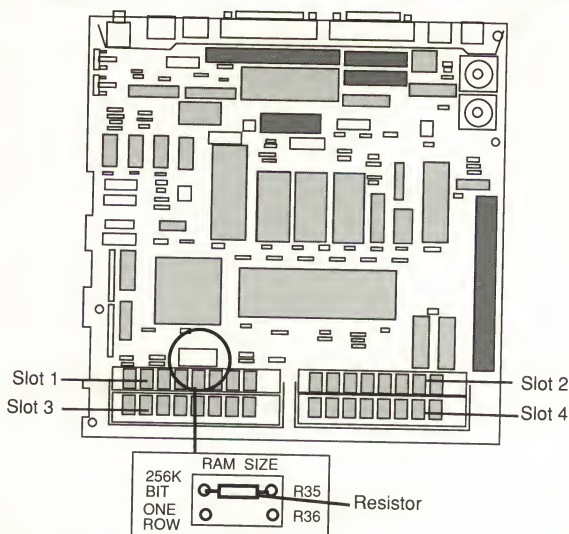 Slot 1
Slot 2
Slot 3
Slot 4
RAM SIZE
256K
BIT
R35
Resistor
ONE
ROW
R36